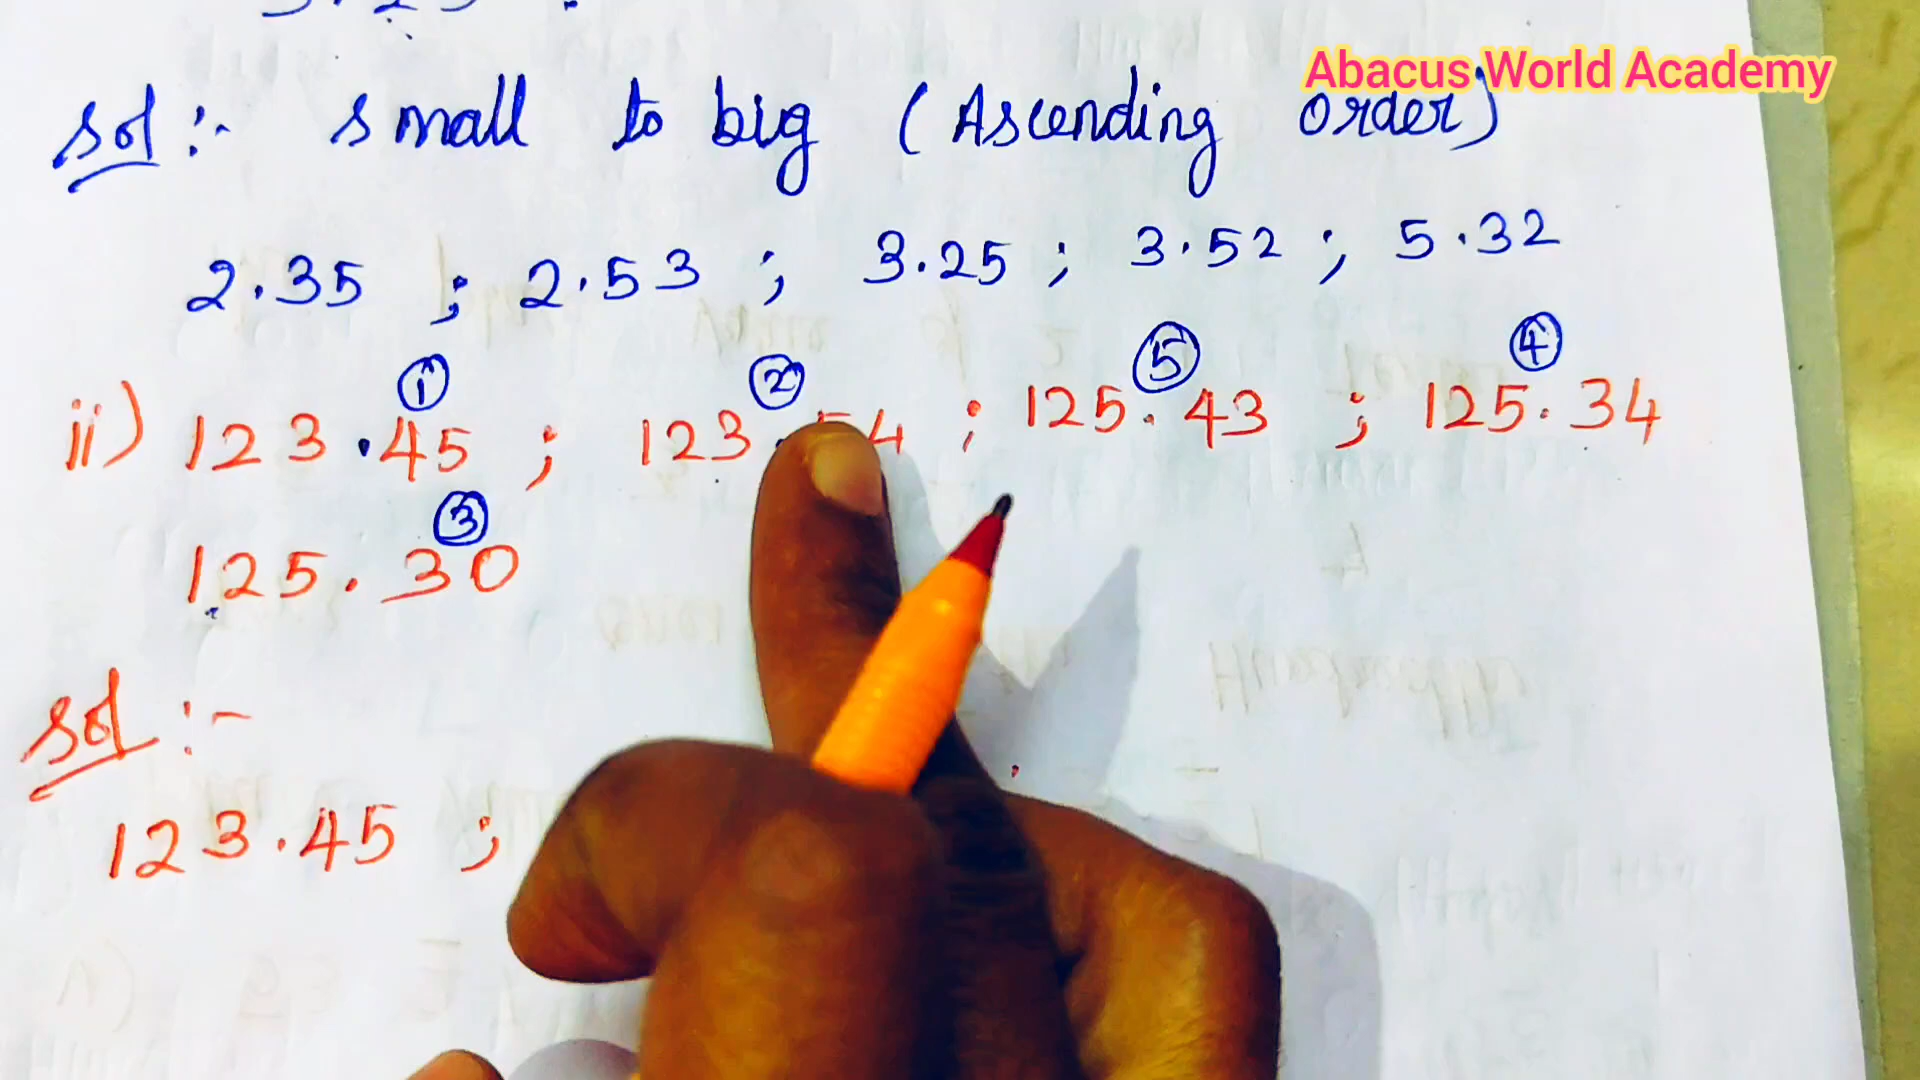 Abacus World Academy
Sol :- small to big (Ascending order)
2.35 ; 2.53 ; 3.25 ; 3.52 ; 5.32
① ② ⑤ ④
ii) 123.45 ; 123.54 ; 125.43 ; 125.34
③
125.30
Sol :-
123.45 ;